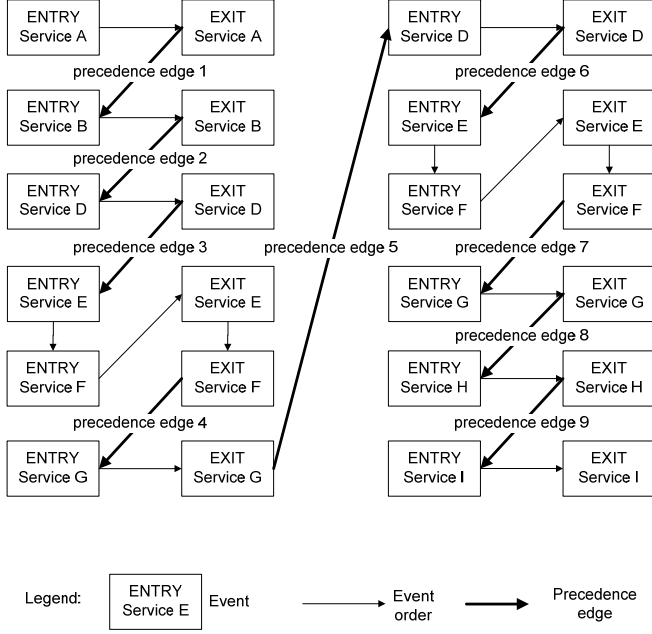 ENTRY
Service A
EXIT
Service A
precedence edge 1
ENTRY
Service B
EXIT
Service B
precedence edge 2
ENTRY
Service D
EXIT
Service D
precedence edge 3
ENTRY
Service E
EXIT
Service E
ENTRY
Service F
EXIT
Service F
precedence edge 4
ENTRY
Service G
EXIT
Service G
precedence edge 5
ENTRY
Service D
EXIT
Service D
precedence edge 6
ENTRY
Service E
EXIT
Service E
ENTRY
Service F
EXIT
Service F
precedence edge 7
ENTRY
Service G
EXIT
Service G
precedence edge 8
ENTRY
Service H
EXIT
Service H
precedence edge 9
ENTRY
Service I
EXIT
Service I
Legend:
ENTRY
Service E
Event
Event
order
Precedence
edge